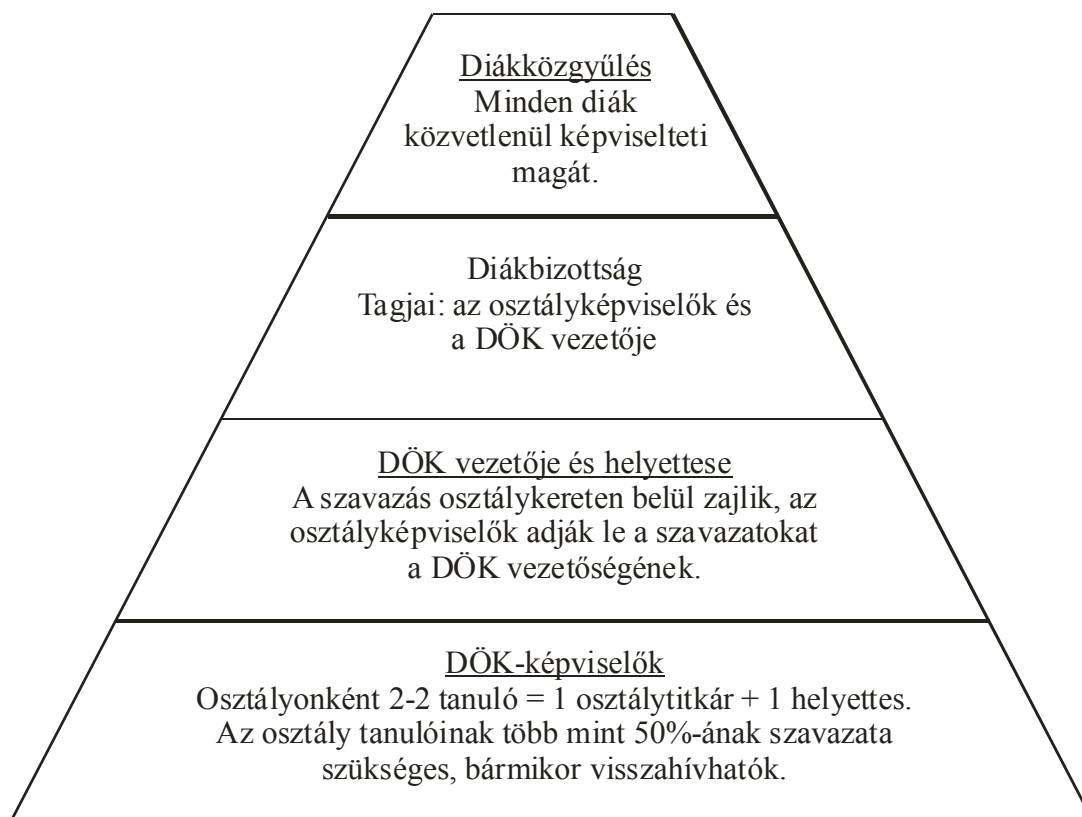 Diákközgyűlés
Minden diák
közvetlenül képviselteti
magát.
Diákbizottság
Tagjai: az osztályképviselők és
a DÖK vezetője
DÖK vezetője és helyettese
A szavazás osztálykereten belül zajlik, az
osztályképviselők adják le a szavazatokat
a DÖK vezetőségének.
DÖK-képviselők
Osztályonként 2-2 tanuló = 1 osztálytitkár + 1 helyettes.
Az osztály tanulóinak több mint 50%-ának szavazata
szükséges, bármikor visszahívhatók.